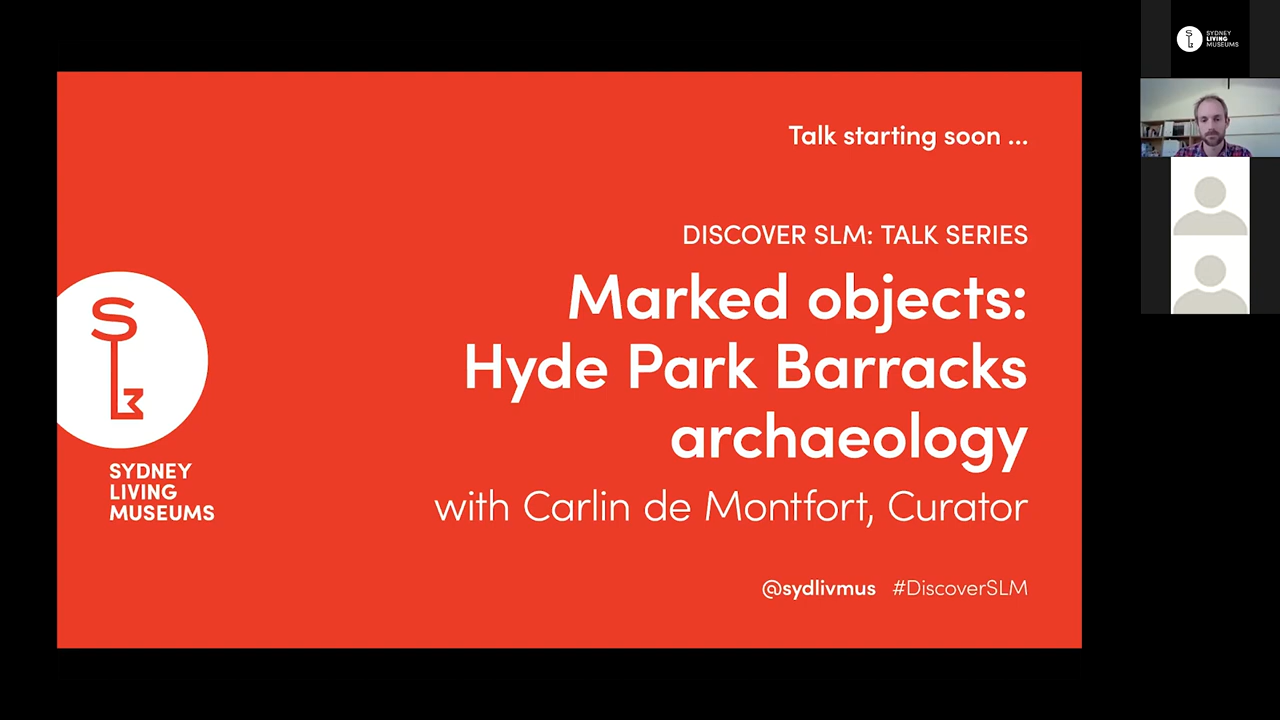 Talk starting soon ...
DISCOVER SLM: TALK SERIES
Marked objects:
Hyde Park Barracks
archaeology
with Carlin de Montfort, Curator
@sydlivmus #DiscoverSLM
SLM
SYDNEY
LIVING
MUSEUMS
SYDNEY
LIVING
MUSEUMS